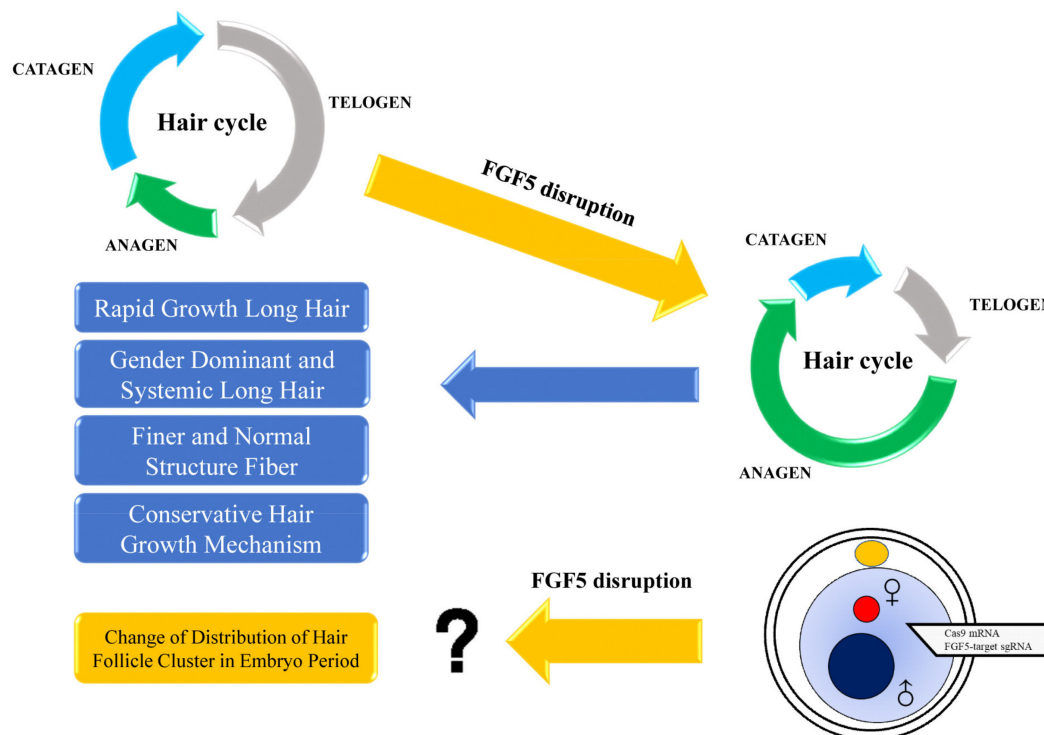 CATAGEN
TELOGEN
Hair cycle
ANAGEN
FGF5 disruption
CATAGEN
TELOGEN
Hair cycle
ANAGEN
Rapid Growth Long Hair
Gender Dominant and
Systemic Long Hair
Finer and Normal
Structure Fiber
Conservative Hair
Growth Mechanism
FGF5 disruption
Change of Distribution of Hair
Follicle Cluster in Embryo Period
?
♀
Cas9 mRNA
FGF5-target sgRNA
♂